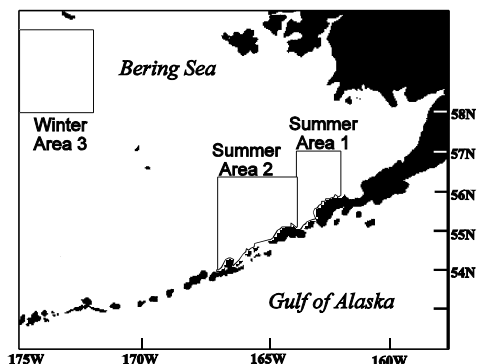 Bering Sea
Winter
Area 3
Summer
Area 1
Summer
Area 2
58N
57N
56N
55N
54N
Gulf of Alaska
175W
170W
165W
160W